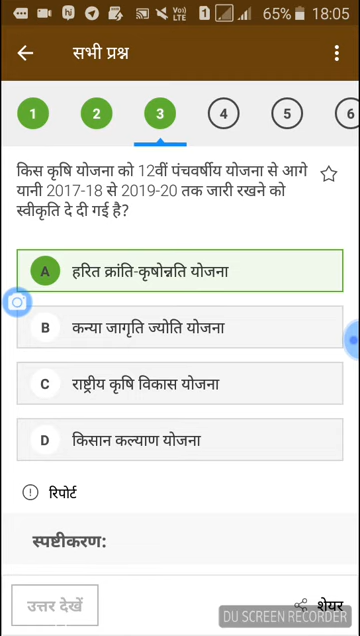 65% 18:05
सभी प्रश्न
1 2 3 4 5 6
किस कृषि योजना को 12वीं पंचवर्षीय योजना से आगे
यानी 2017-18 से 2019-20 तक जारी रखने को
स्वीकृति दे दी गई है?
A हरित क्रांति-कृषोन्नति योजना
B कन्या जागृति ज्योति योजना
C राष्ट्रीय कृषि विकास योजना
D किसान कल्याण योजना
रिपोर्ट
स्पष्टीकरण:
उत्तर देखें
शेयर
DU SCREEN RECORDER